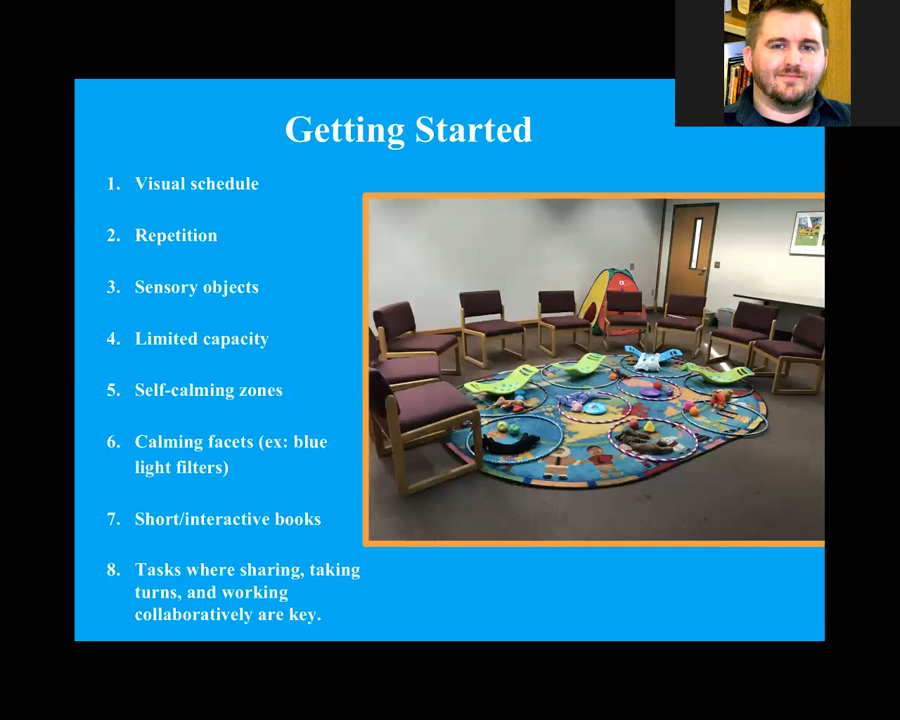 Getting Started
1. Visual schedule
2. Repetition
3. Sensory objects
4. Limited capacity
5. Self-calming zones
6. Calming facets (ex: blue
light filters)
7. Short/interactive books
8. Tasks where sharing, taking
turns, and working
collaboratively are key.